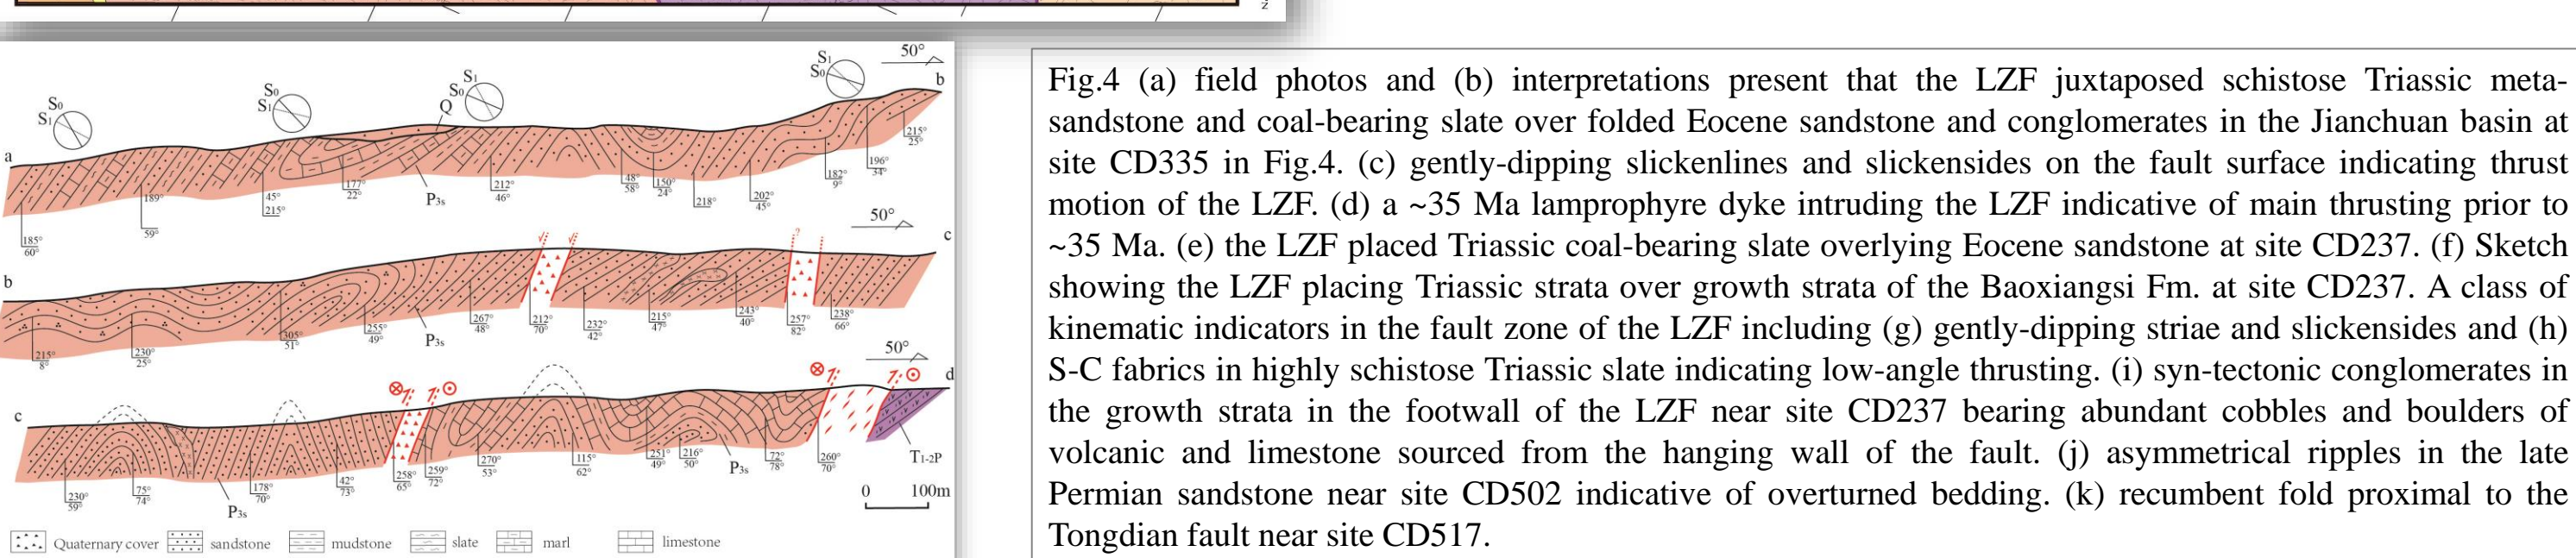 z
S1
S0
50°
b
S0
S1
S0
S1
S1
S0
Q
a
215°
25°
196°
34°
182°
9°
48°
58°
150°
24°
202°
45°
218°
212°
46°
177°
22°
P3s
45°
215°
189°
59°
185°
60°
50°
c
b
?
243°
40°
238°
66°
257°
82°
215°
47°
232°
42°
212°
70°
267°
48°
P3s
255°
49°
305°
51°
230°
25°
215°
8°
50°
d
c
T1-2P
260°
70°
72°
78°
P3s
216°
50°
251°
49°
115°
62°
270°
53°
259°
72°
258°
65°
42°
73°
178°
70°
P3s
75°
74°
230°
59°
0 100m
Quaternary cover sandstone mudstone slate marl limestone
Fig.4 (a) field photos and (b) interpretations present that the LZF juxtaposed schistose Triassic meta-
sandstone and coal-bearing slate over folded Eocene sandstone and conglomerates in the Jianchuan basin at
site CD335 in Fig.4. (c) gently-dipping slickenlines and slickensides on the fault surface indicating thrust
motion of the LZF. (d) a ~35 Ma lamprophyre dyke intruding the LZF indicative of main thrusting prior to
~35 Ma. (e) the LZF placed Triassic coal-bearing slate overlying Eocene sandstone at site CD237. (f) Sketch
showing the LZF placing Triassic strata over growth strata of the Baoxiangsi Fm. at site CD237. A class of
kinematic indicators in the fault zone of the LZF including (g) gently-dipping striae and slickensides and (h)
S-C fabrics in highly schistose Triassic slate indicating low-angle thrusting. (i) syn-tectonic conglomerates in
the growth strata in the footwall of the LZF near site CD237 bearing abundant cobbles and boulders of
volcanic and limestone sourced from the hanging wall of the fault. (j) asymmetrical ripples in the late
Permian sandstone near site CD502 indicative of overturned bedding. (k) recumbent fold proximal to the
Tongdian fault near site CD517.